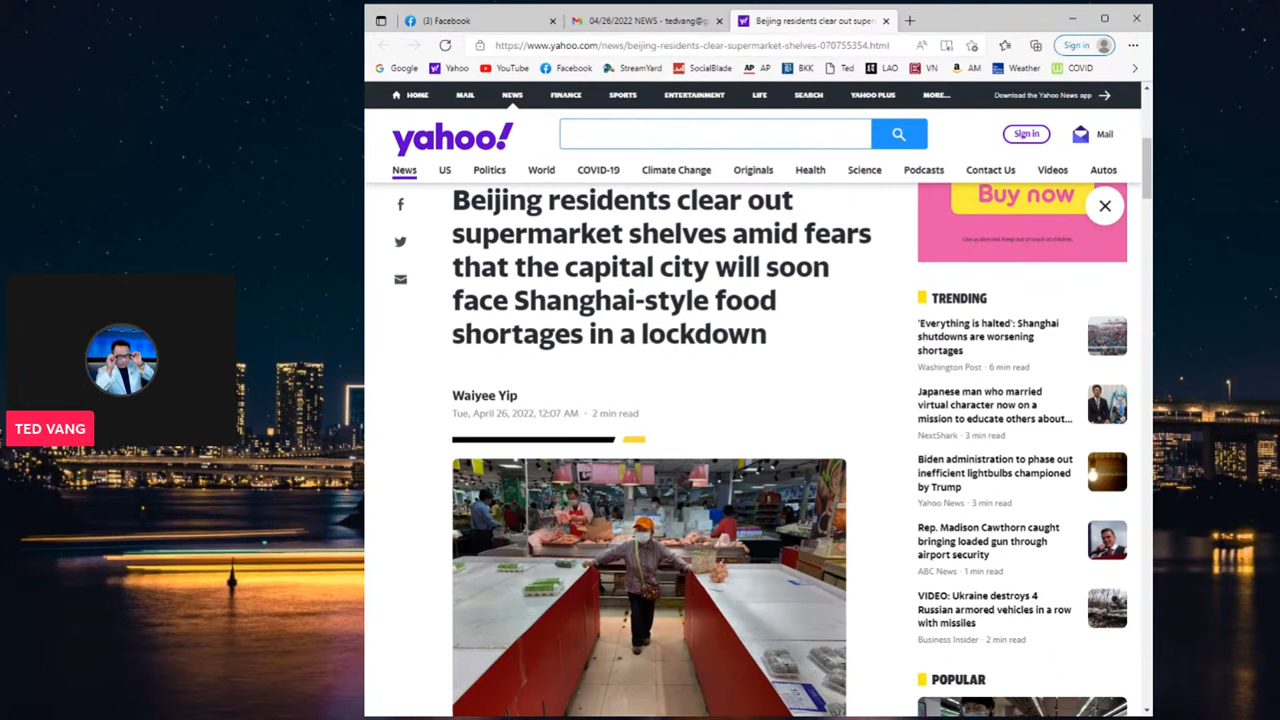 (3) Facebook
04/26/2022 NEWS - tedvang@g
Beijing residents clear out super
https://www.yahoo.com/news/beijing-residents-clear-supermarket-shelves-070755354.html
Sign in
Google
Yahoo
YouTube
Facebook
StreamYard
SocialBlade
AP AP
BKK
Ted
LAO
VN
AM
Weather
COVID
HOME
MAIL
NEWS
FINANCE
SPORTS
ENTERTAINMENT
LIFE
SEARCH
YAHOO PLUS
MORE...
Download the Yahoo News app
yahoo!
Sign in
Mail
News
US
Politics
World
COVID-19
Climate Change
Originals
Health
Science
Podcasts
Contact Us
Videos
Autos
Beijing residents clear out
supermarket shelves amid fears
that the capital city will soon
face Shanghai-style food
shortages in a lockdown
Waiyee Yip
Tue, April 26, 2022, 12:07 AM · 2 min read
Buy now
Use as directed. Keep out of reach of children.
TRENDING
'Everything is halted': Shanghai
shutdowns are worsening
shortages
Washington Post · 6 min read
Japanese man who married
virtual character now on a
mission to educate others about...
NextShark · 3 min read
Biden administration to phase out
inefficient lightbulbs championed
by Trump
Yahoo News · 3 min read
Rep. Madison Cawthorn caught
bringing loaded gun through
airport security
ABC News · 1 min read
VIDEO: Ukraine destroys 4
Russian armored vehicles in a row
with missiles
Business Insider · 2 min read
POPULAR
TED VANG